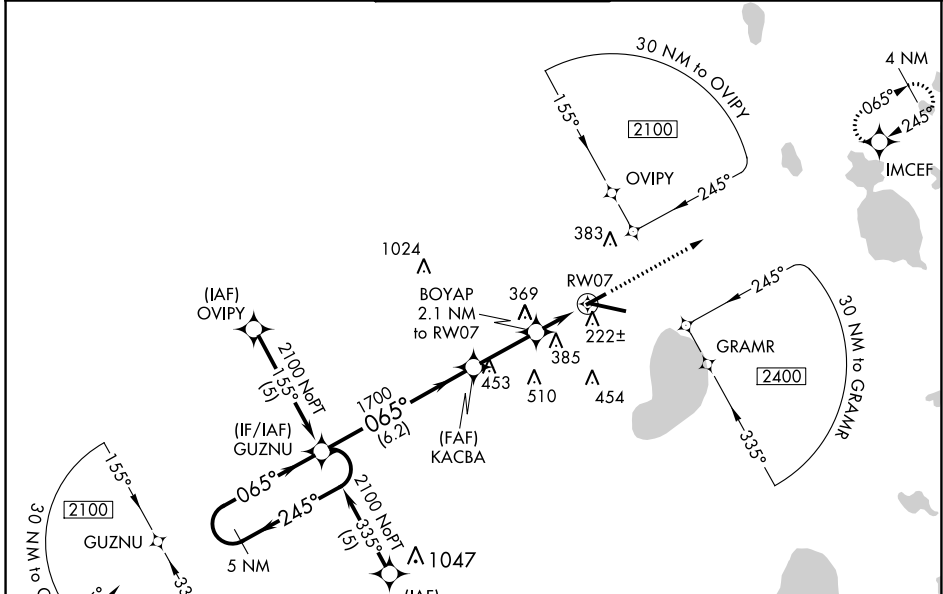 30 NM to OVIPY
4 NM
155°
2100
065°
245°
IMCEF
OVIPY
245°
383
1024
RW07
245°
(IAF)
OVIPY
BOYAP
2.1 NM
to RW07
369
222±
385
GRAMR
30 NM to GRAMR
2100 NoPT
155°
(5)
453
510
454
2400
1700
065°
(6.2)
(IF/IAF)
GUZNU
(FAF)
KACBA
335°
155°
065°
245°
2100 NoPT
335°
(5)
2100
30 NM to
GUZNU
5 NM
1047
(IAF)